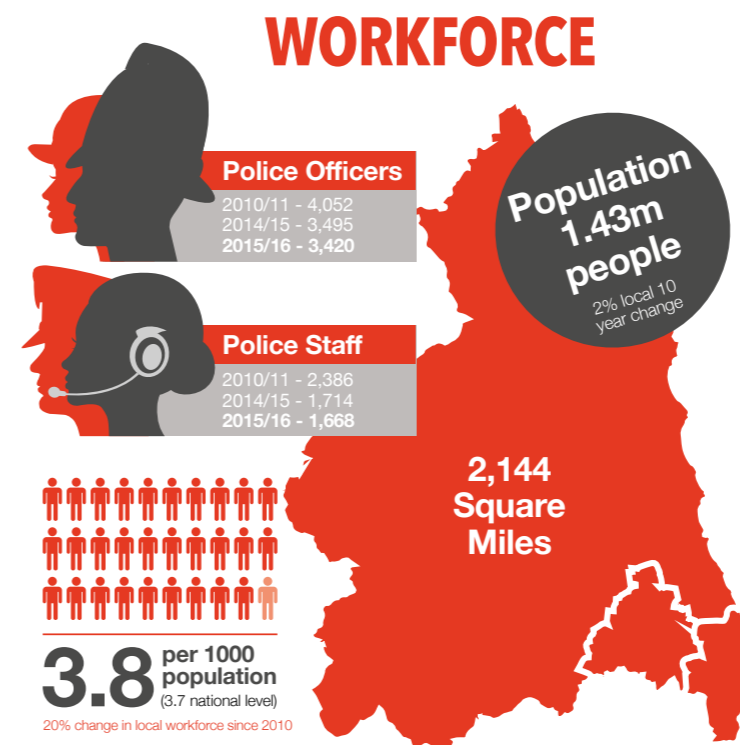 WORKFORCE
Police Officers
2010/11 - 4,052
2014/15 - 3,495
2015/16 - 3,420
Population
1.43m
people
2% local 10
year change
Police Staff
2010/11 - 2,386
2014/15 - 1,714
2015/16 - 1,668
2,144
Square
Miles
3.8 per 1000
population
(3.7 national level)
20% change in local workforce since 2010